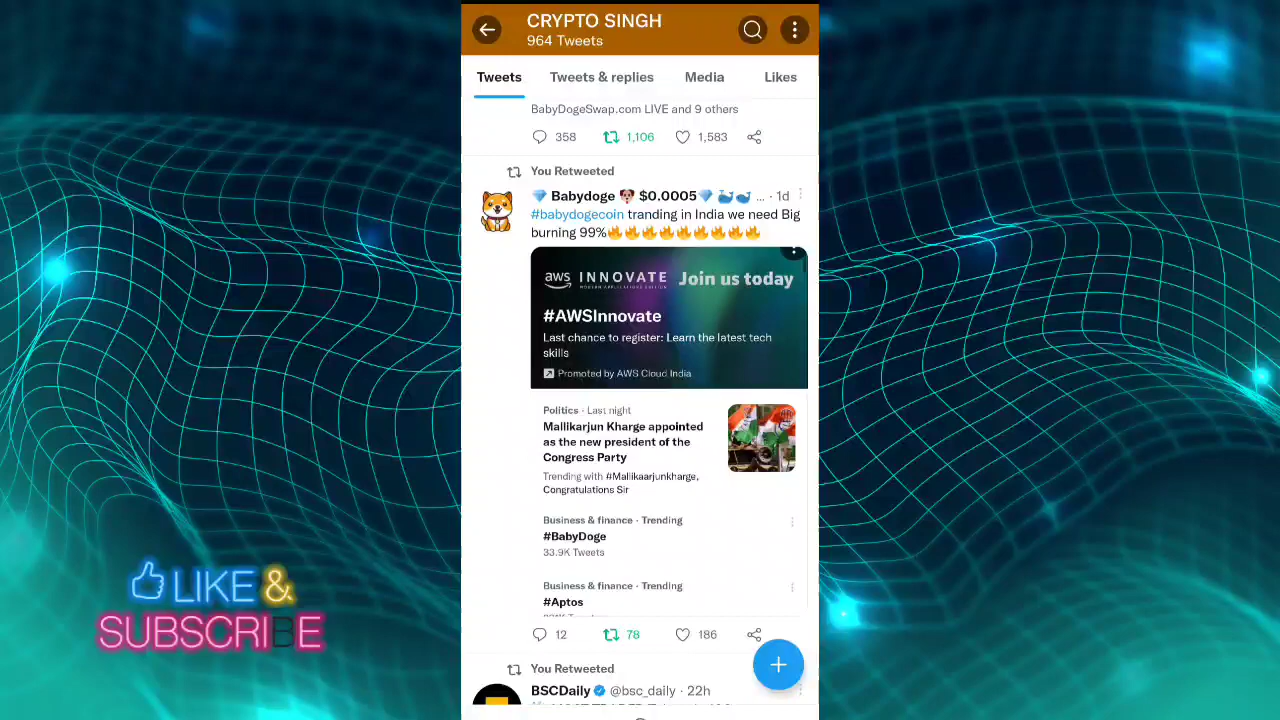 CRYPTO SINGH
964 Tweets
Tweets Tweets & replies Media Likes
BabyDogeSwap.com LIVE and 9 others
358 1,106 1,583
You Retweeted
💎 Babydoge 🐶 $0.0005💎 🐳🐋 ... · 1d
#babydogecoin tranding in India we need Big
burning 99%🔥🔥🔥🔥🔥🔥🔥🔥🔥🔥🔥
aws INNOVATE Join us today
MODERN APPLICATIONS EDITION
#AWSInnovate
Last chance to register: Learn the latest tech
skills
Promoted by AWS Cloud India
Politics · Last night
Mallikarjun Kharge appointed
as the new president of the
Congress Party
Trending with #Mallikaarjunkharge,
Congratulations Sir
Business & finance · Trending
#BabyDoge
33.9K Tweets
Business & finance · Trending
#Aptos
12 78 186
You Retweeted
BSCDaily @bsc_daily · 22h
LIKE &
SUBSCRIBE